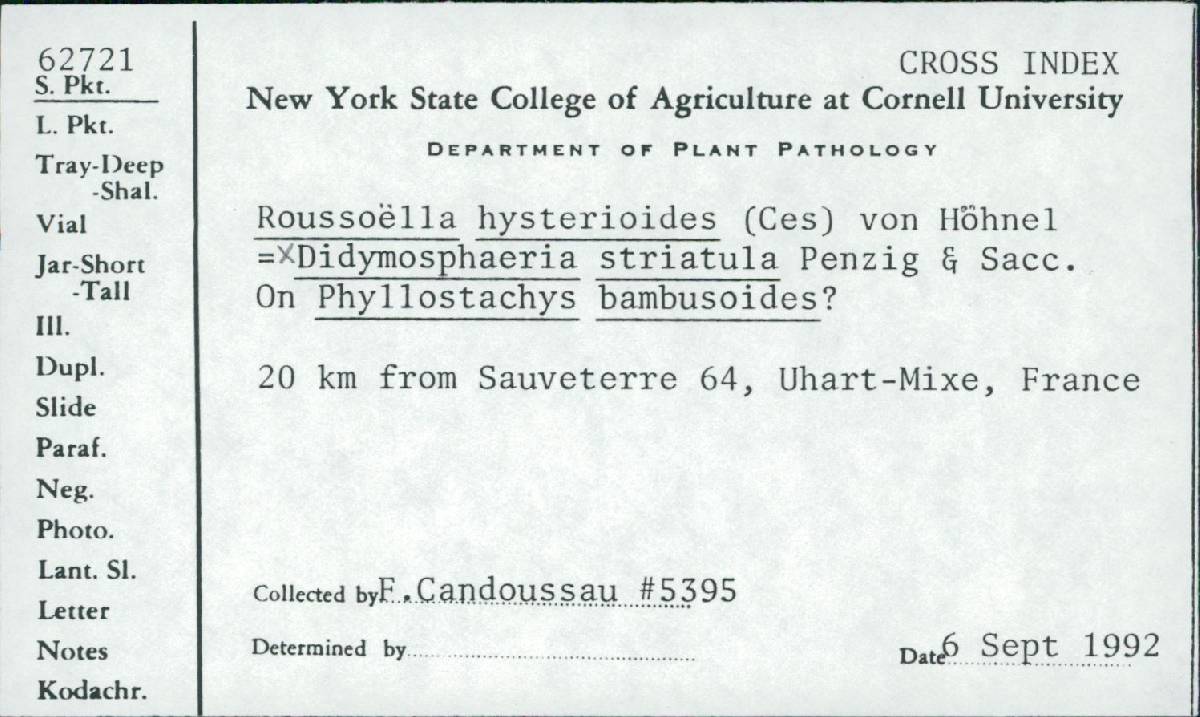 62721
S. Pkt.
L. Pkt.
Tray-Deep
-Shal.
Vial
Jar-Short
-Tall
Ill.
Dupl.
Slide
Paraf.
Neg.
Photo.
Lant. Sl.
Letter
Notes
Kodachr.
CROSS INDEX
New York State College of Agriculture at Cornell University
DEPARTMENT OF PLANT PATHOLOGY
Roussoëlla hysterioides (Ces) von Höhnel
=xDidymosphaeria striatula Penzig & Sacc.
On Phyllostachys bambusoides?
20 km from Sauveterre 64, Uhart-Mixe, France
Collected by F. Candoussau #5395
Determined by
Date 6 Sept 1992